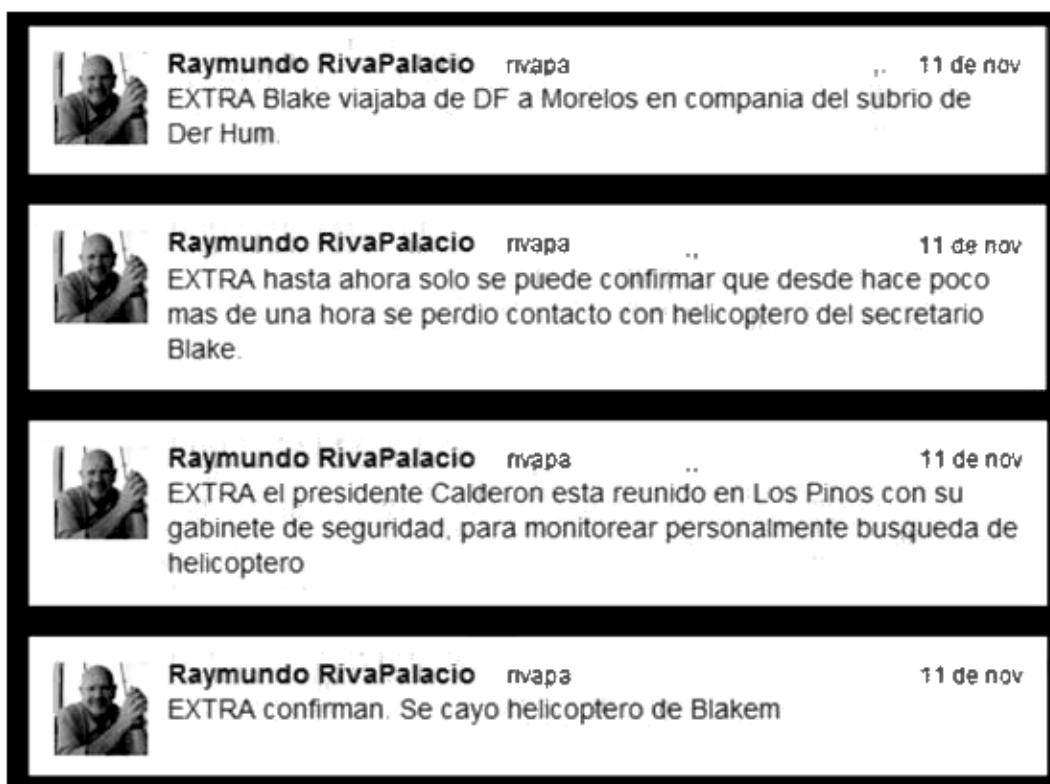 Raymundo RivaPalacio rivapa 11 de nov
EXTRA Blake viajaba de DF a Morelos en compania del subrio de
Der Hum.
Raymundo RivaPalacio rivapa 11 de nov
EXTRA hasta ahora solo se puede confirmar que desde hace poco
mas de una hora se perdio contacto con helicoptero del secretario
Blake.
Raymundo RivaPalacio rivapa 11 de nov
EXTRA el presidente Calderon esta reunido en Los Pinos con su
gabinete de seguridad, para monitorear personalmente busqueda de
helicoptero
Raymundo RivaPalacio rivapa 11 de nov
EXTRA confirman. Se cayo helicoptero de Blakem